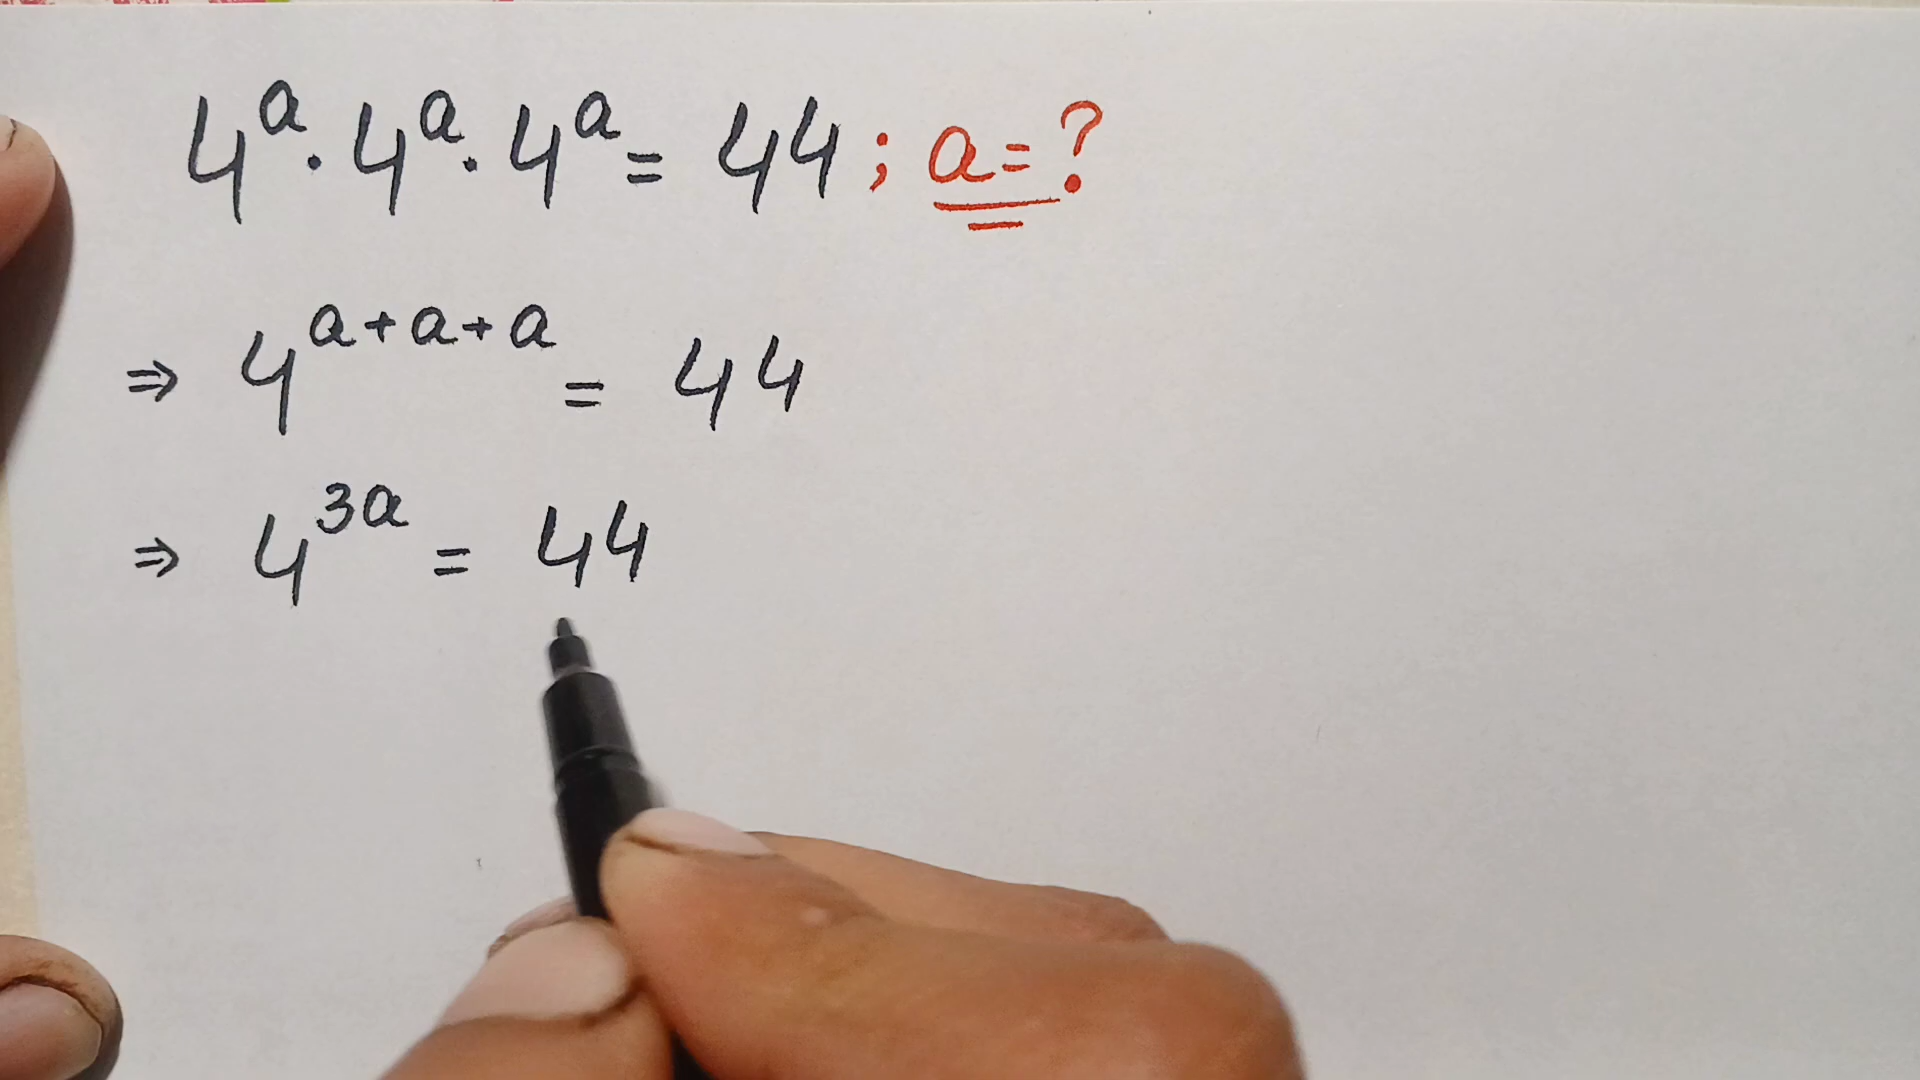 4^a · 4^a · 4^a = 44 ; a = ?
⇒ 4^{a+a+a} = 44
⇒ 4^{3a} = 44